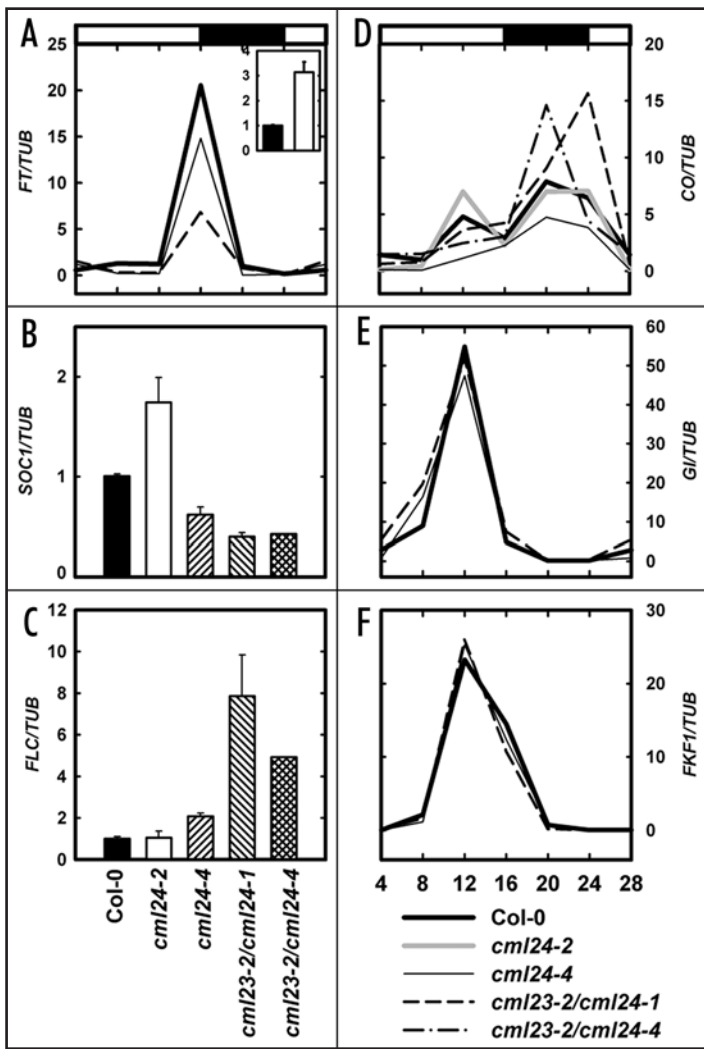 A
FT/TUB
25
20
15
10
5
0
4
3
2
1
0
B
SOC1/TUB
2
1
0
C
FLC/TUB
12
10
8
6
4
2
0
Col-0
cml24-2
cml24-4
cml23-2/cml24-1
cml23-2/cml24-4
D
CO/TUB
20
15
10
5
0
E
GI/TUB
60
50
40
30
20
10
0
F
FKF1/TUB
30
20
10
0
4 8 12 16 20 24 28
Col-0
cml24-2
cml24-4
cml23-2/cml24-1
cml23-2/cml24-4